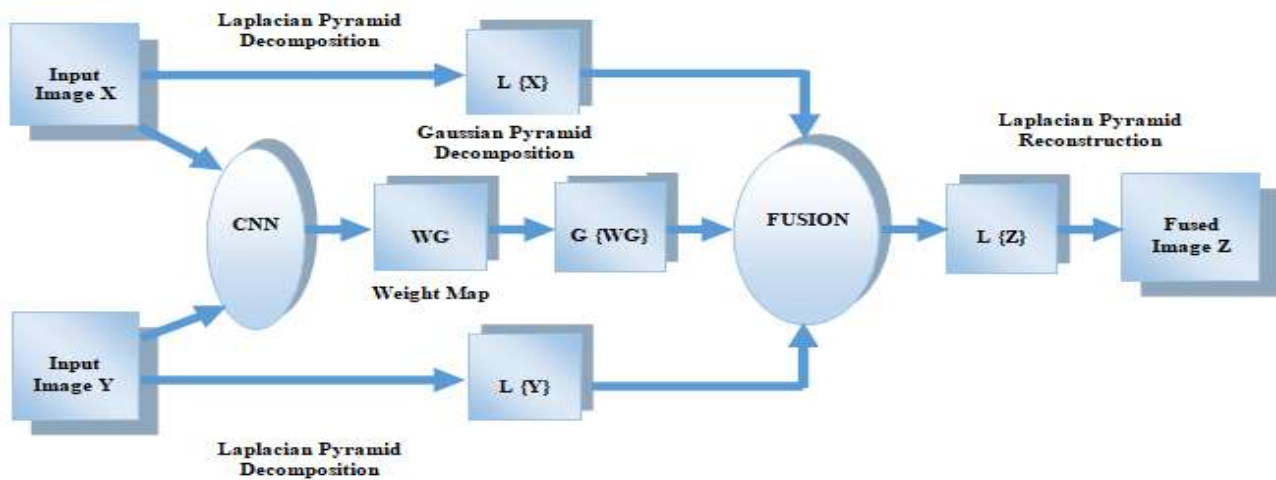 Laplacian Pyramid
Decomposition
Input
Image X
L {X}
Gaussian Pyramid
Decomposition
Laplacian Pyramid
Reconstruction
CNN
WG
G {WG}
FUSION
L {Z}
Fused
Image Z
Weight Map
Input
Image Y
L {Y}
Laplacian Pyramid
Decomposition